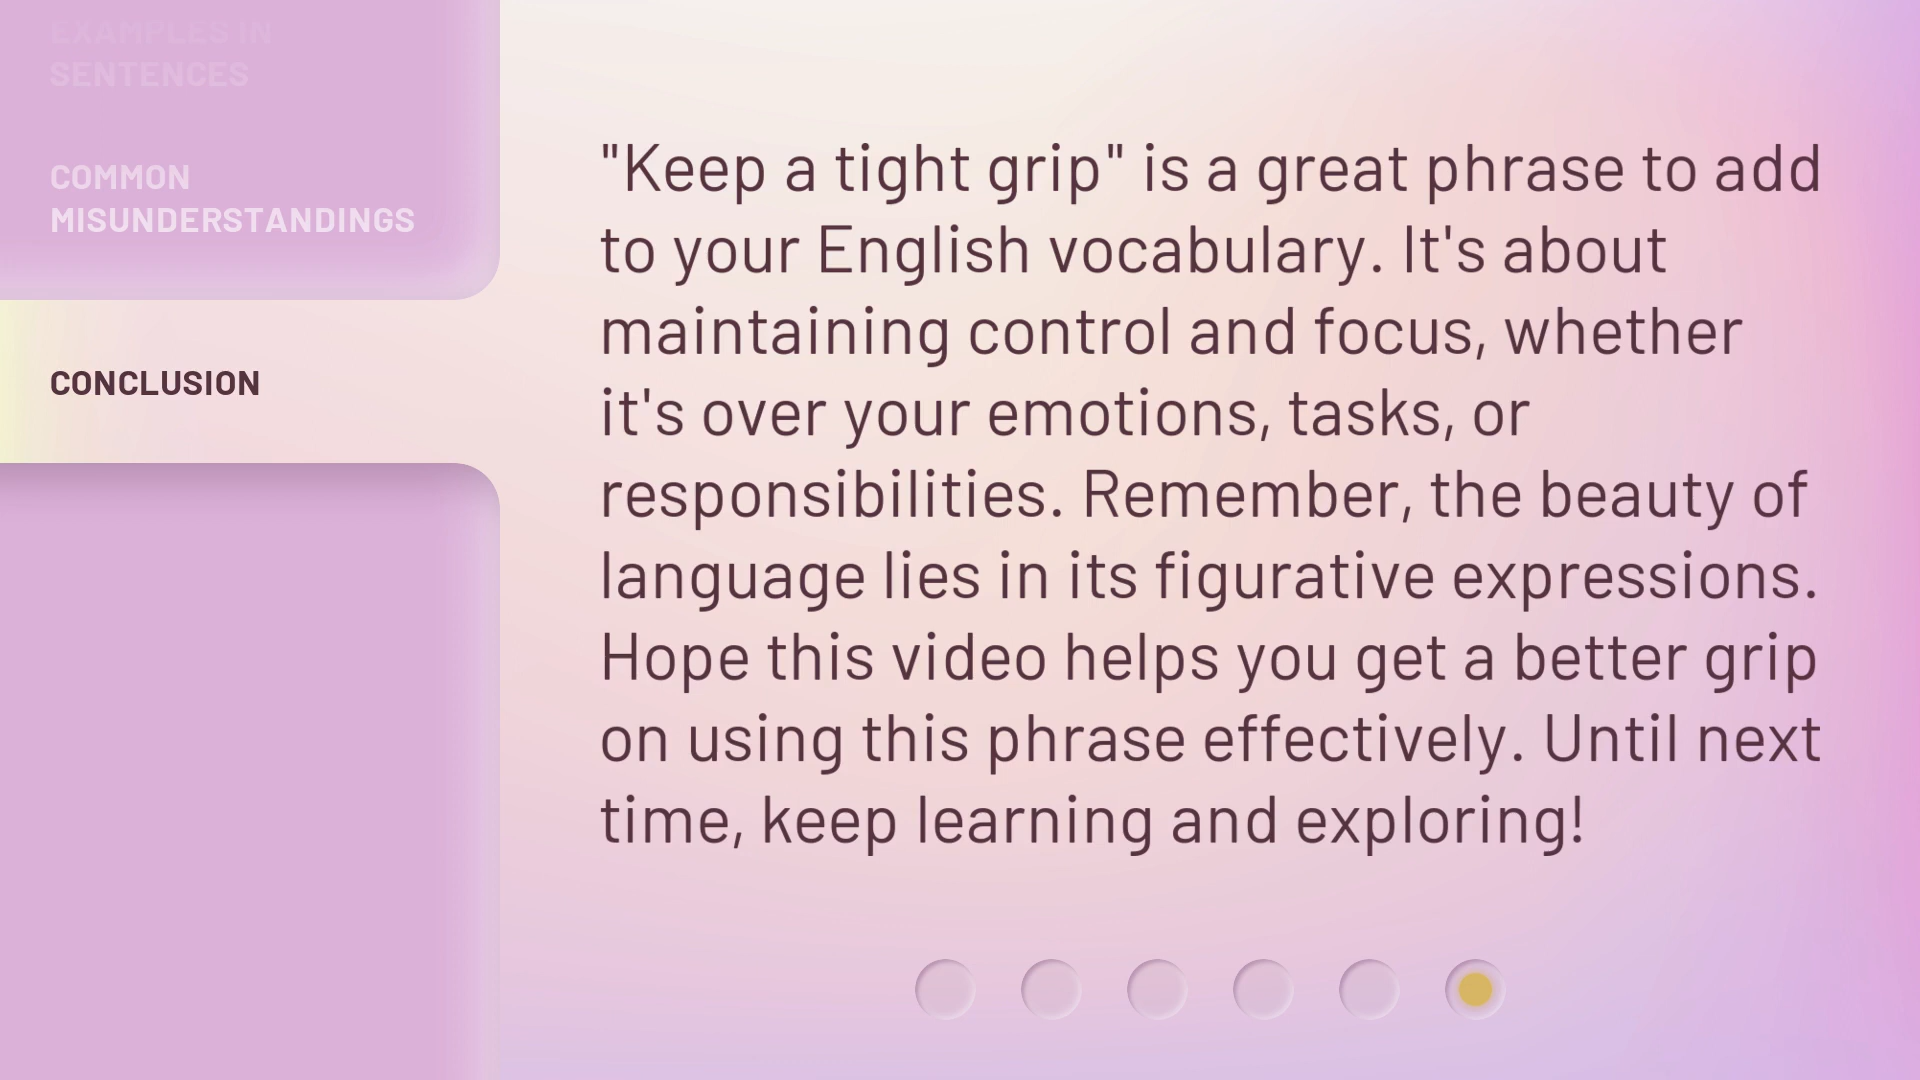 EXAMPLES IN
SENTENCES
COMMON
MISUNDERSTANDINGS
CONCLUSION
"Keep a tight grip" is a great phrase to add
to your English vocabulary. It's about
maintaining control and focus, whether
it's over your emotions, tasks, or
responsibilities. Remember, the beauty of
language lies in its figurative expressions.
Hope this video helps you get a better grip
on using this phrase effectively. Until next
time, keep learning and exploring!